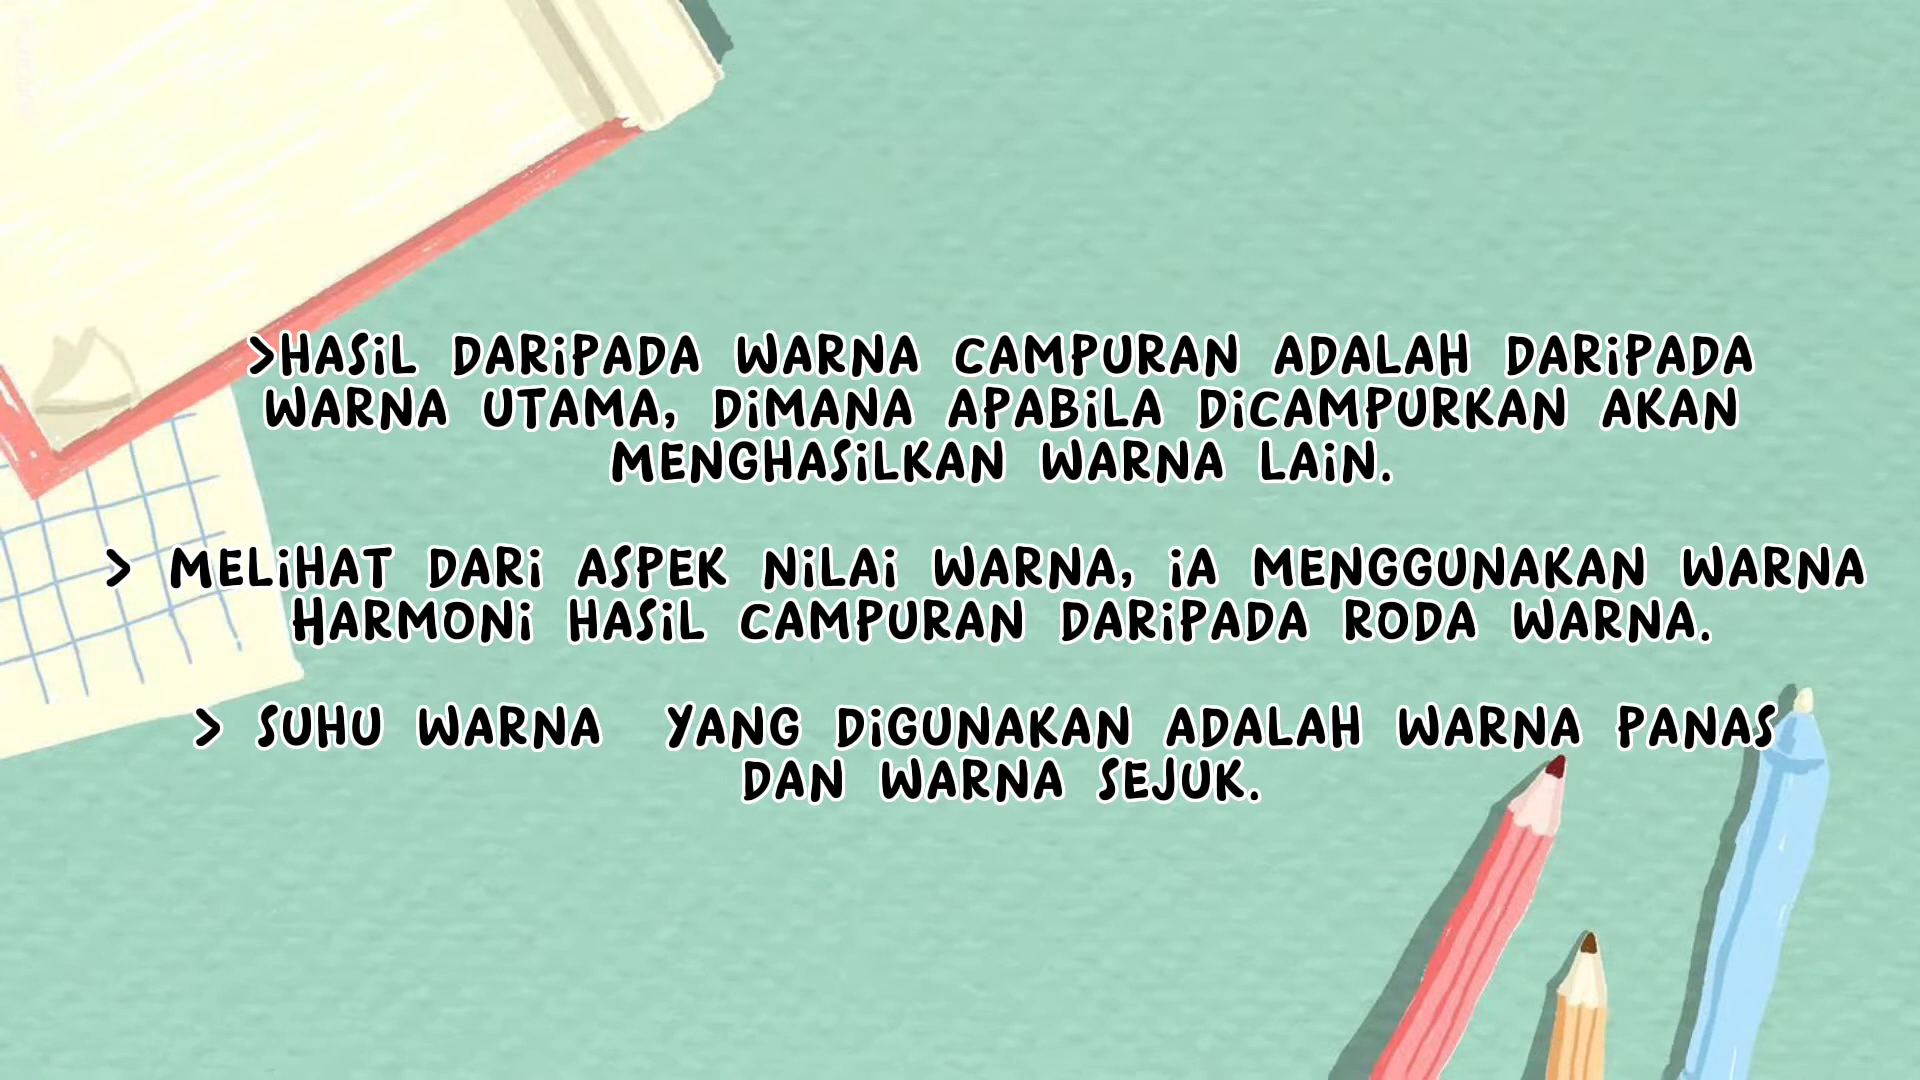 >HASiL DARiPADA WARNA CAMPURAN ADALAH DARiPADA
WARNA UTAMA, DiMANA APABiLA DiCAMPURKAN AKAN
MENGHASiLKAN WARNA LAiN.
> MELiHAT DARi ASPEK NiLAi WARNA, iA MENGGUNAKAN WARNA
HARMONi HASiL CAMPURAN DARiPADA RODA WARNA.
> SUHU WARNA YANG DiGUNAKAN ADALAH WARNA PANAS
DAN WARNA SEJUK.